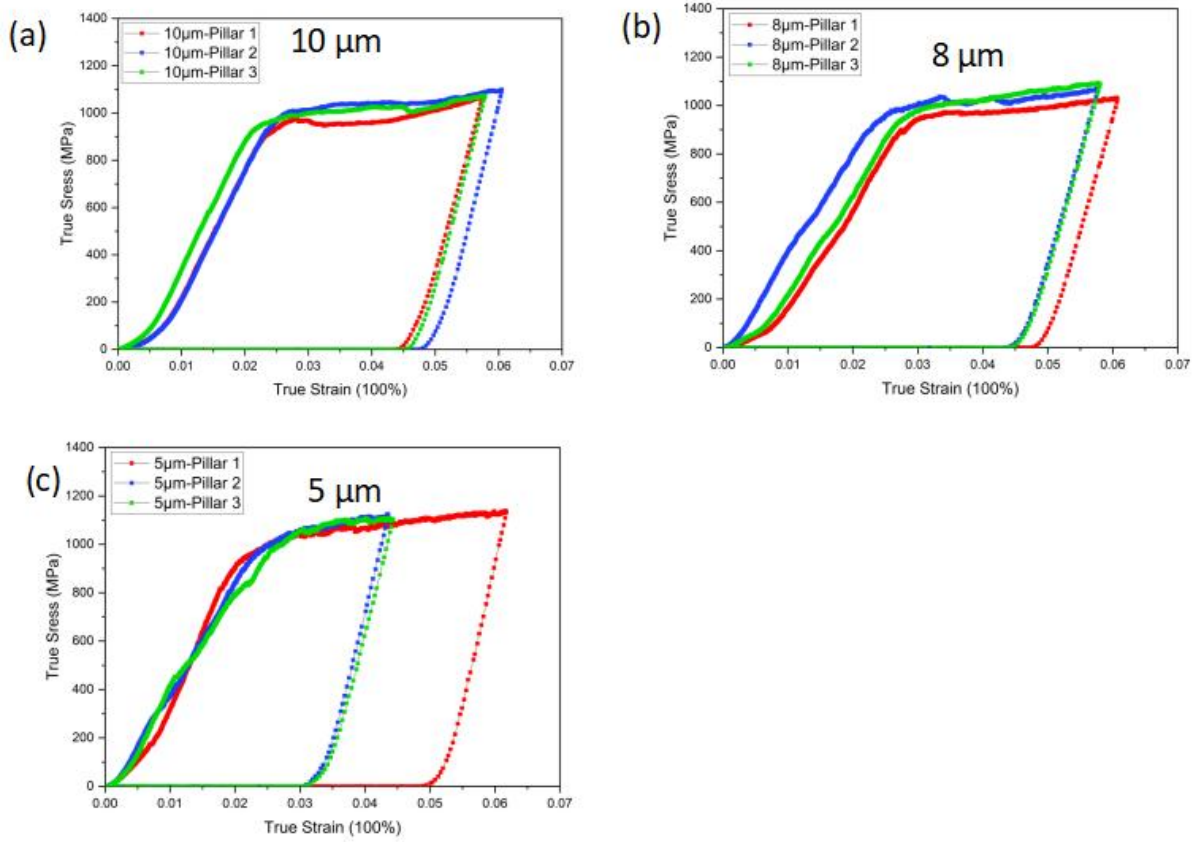 (a)
10 μm
10μm-Pillar 1
10μm-Pillar 2
10μm-Pillar 3
1400
1200
1000
800
600
400
200
0
True Sress (MPa)
0.00 0.01 0.02 0.03 0.04 0.05 0.06 0.07
True Strain (100%)
(b)
8 μm
8μm-Pillar 1
8μm-Pillar 2
8μm-Pillar 3
1400
1200
1000
800
600
400
200
0
True Sress (MPa)
0.00 0.01 0.02 0.03 0.04 0.05 0.06 0.07
True Strain (100%)
(c)
5 μm
5μm-Pillar 1
5μm-Pillar 2
5μm-Pillar 3
1400
1200
1000
800
600
400
200
0
True Sress (MPa)
0.00 0.01 0.02 0.03 0.04 0.05 0.06 0.07
True Strain (100%)